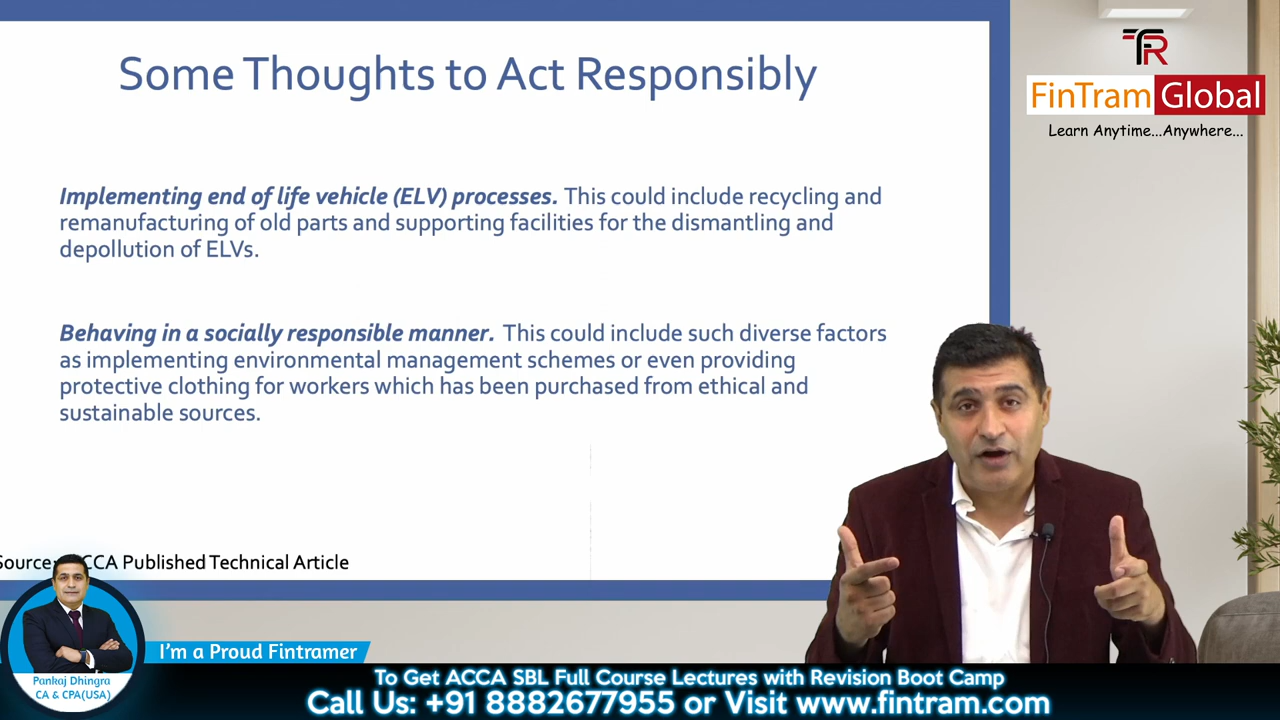 Some Thoughts to Act Responsibly
TR
FinTram Global
Learn Anytime...Anywhere...
Implementing end of life vehicle (ELV) processes. This could include recycling and
remanufacturing of old parts and supporting facilities for the dismantling and
depollution of ELVs.
Behaving in a socially responsible manner. This could include such diverse factors
as implementing environmental management schemes or even providing
protective clothing for workers which has been purchased from ethical and
sustainable sources.
Source: ACCA Published Technical Article
I'm a Proud Fintramer
Pankaj Dhingra
CA & CPA(USA)
To Get ACCA SBL Full Course Lectures with Revision Boot Camp
Call Us: +91 8882677955 or Visit www.fintram.com